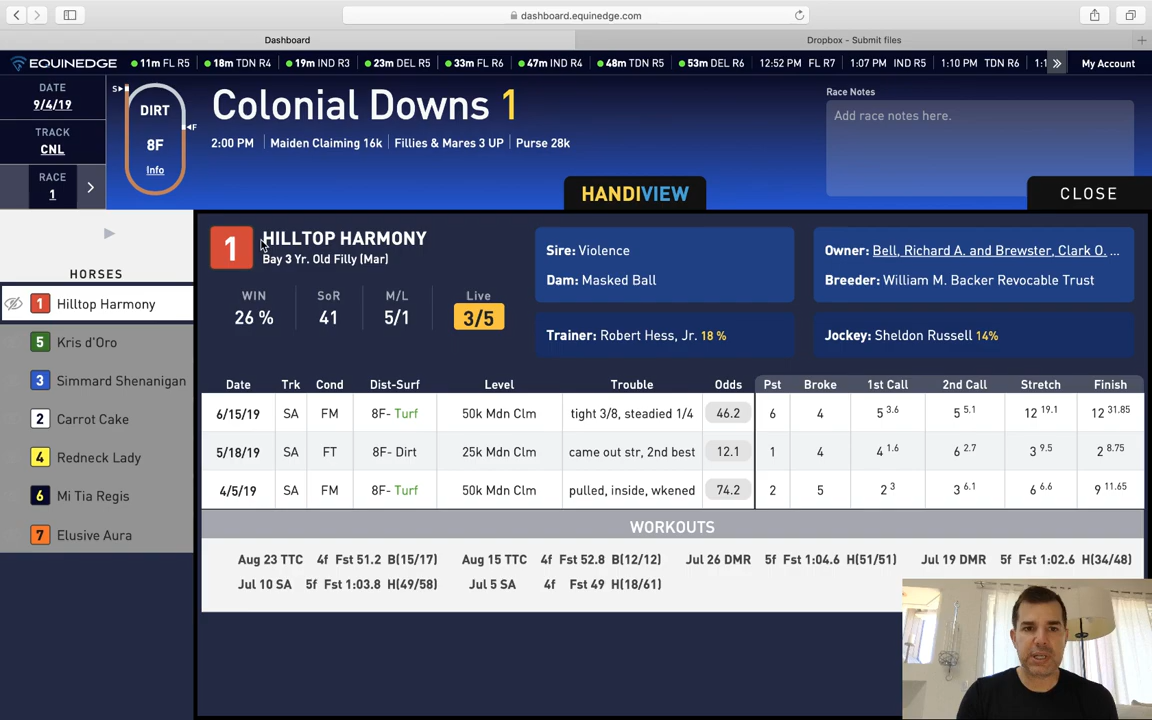 dashboard.equinedge.com
Dashboard
Dropbox - Submit files
EQUINEDGE
11m FL R5 18m TDN R4 19m IND R3 23m DEL R5 33m FL R6 47m IND R4 48m TDN R5 53m DEL R6 12:52 PM FL R7 1:07 PM IND R5 1:10 PM TDN R6 My Account
DATE
9/4/19
TRACK
CNL
RACE
1
S
DIRT
F
8F
Info
Colonial Downs 1
2:00 PM Maiden Claiming 16k Fillies & Mares 3 UP Purse 28k
Race Notes
Add race notes here.
HANDIVIEW
CLOSE
HORSES
1 Hilltop Harmony
5 Kris d'Oro
3 Simmard Shenanigan
2 Carrot Cake
4 Redneck Lady
6 Mi Tia Regis
7 Elusive Aura
1
HILLTOP HARMONY
Bay 3 Yr. Old Filly (Mar)
WIN SoR M/L Live
26 % 41 5/1 3/5
Sire: Violence
Dam: Masked Ball
Trainer: Robert Hess, Jr. 18 %
Owner: Bell, Richard A. and Brewster, Clark O. ...
Breeder: William M. Backer Revocable Trust
Jockey: Sheldon Russell 14%
Date Trk Cond Dist-Surf Level Trouble Odds Pst Broke 1st Call 2nd Call Stretch Finish
6/15/19 SA FM 8F- Turf 50k Mdn Clm tight 3/8, steadied 1/4 46.2 6 4 5 3.6 5 5.1 12 19.1 12 31.85
5/18/19 SA FT 8F- Dirt 25k Mdn Clm came out str, 2nd best 12.1 1 4 4 1.6 6 2.7 3 9.5 2 8.75
4/5/19 SA FM 8F- Turf 50k Mdn Clm pulled, inside, wkened 74.2 2 5 2 3 3 6.1 6 6.6 9 11.65
WORKOUTS
Aug 23 TTC 4f Fst 51.2 B(15/17) Aug 15 TTC 4f Fst 52.8 B(12/12) Jul 26 DMR 5f Fst 1:04.6 H(51/51) Jul 19 DMR 5f Fst 1:02.6 H(34/48)
Jul 10 SA 5f Fst 1:03.8 H(49/58) Jul 5 SA 4f Fst 49 H(18/61)